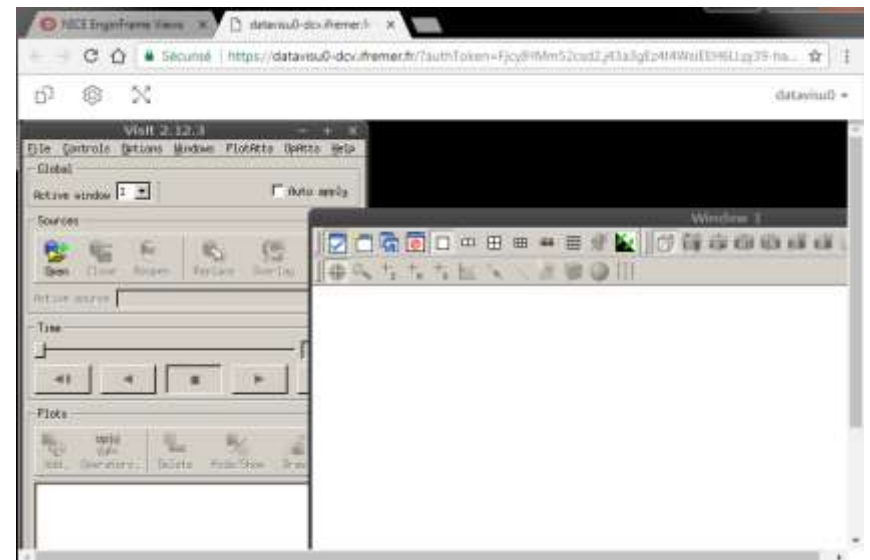 NICE EnginFrame Views
datavisu0-dcv.ifremer.fr
Sécurisé https://datavisu0-dcv.ifremer.fr/?authToken=
datavisu0
VisIt 2.12.3
File Controls Options Windows PlotAtts OpAtts Help
Global
Active window 1 Auto apply
Window 1
Sources
Open Close Reopen Replace Overlay
Active source
Time
Plots
Add... Operators... Delete Hide/Show